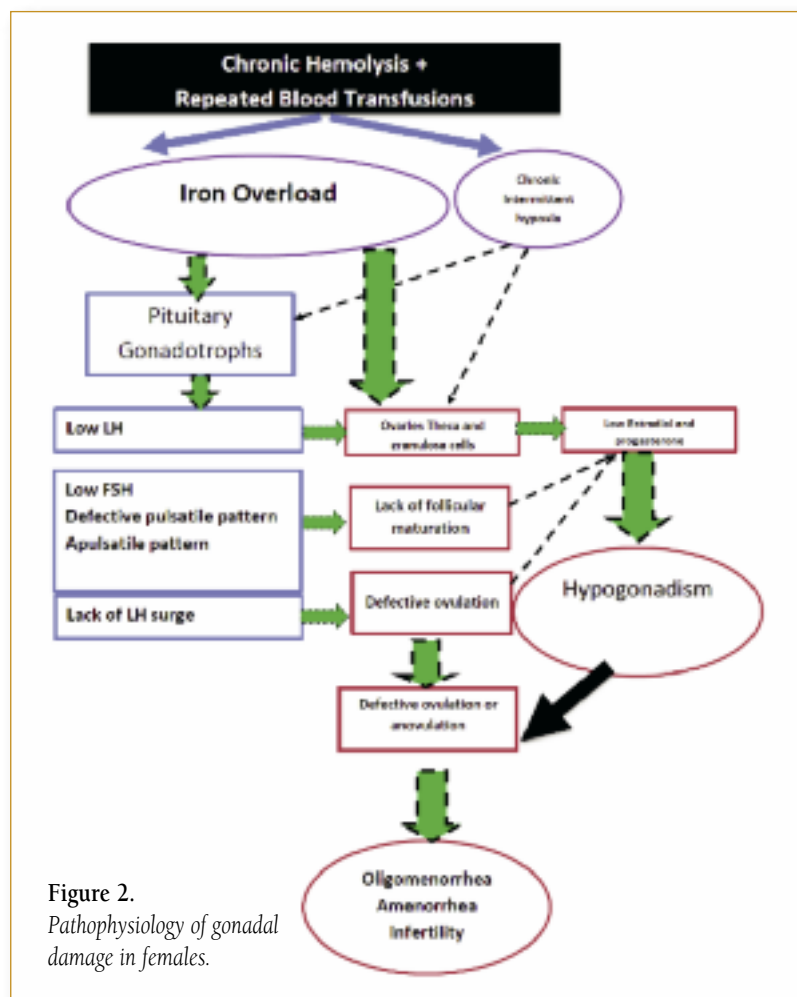 Chronic Hemolysis +
Repeated Blood Transfusions
Iron Overload
Chronic
Intermittent
hypoxia
Pituitary
Gonadotrophs
Low LH
Ovaries Theca and
granulosa cells
Low Estradiol and
progesterone
Low FSH
Defective pulsatile pattern
Apulsatile pattern
Lack of follicular
maturation
Lack of LH surge
Defective ovulation
Hypogonadism
Defective ovulation or
anovulation
Oligomenorrhea
Amenorrhea
Infertility
Figure 2.
Pathophysiology of gonadal
damage in females.